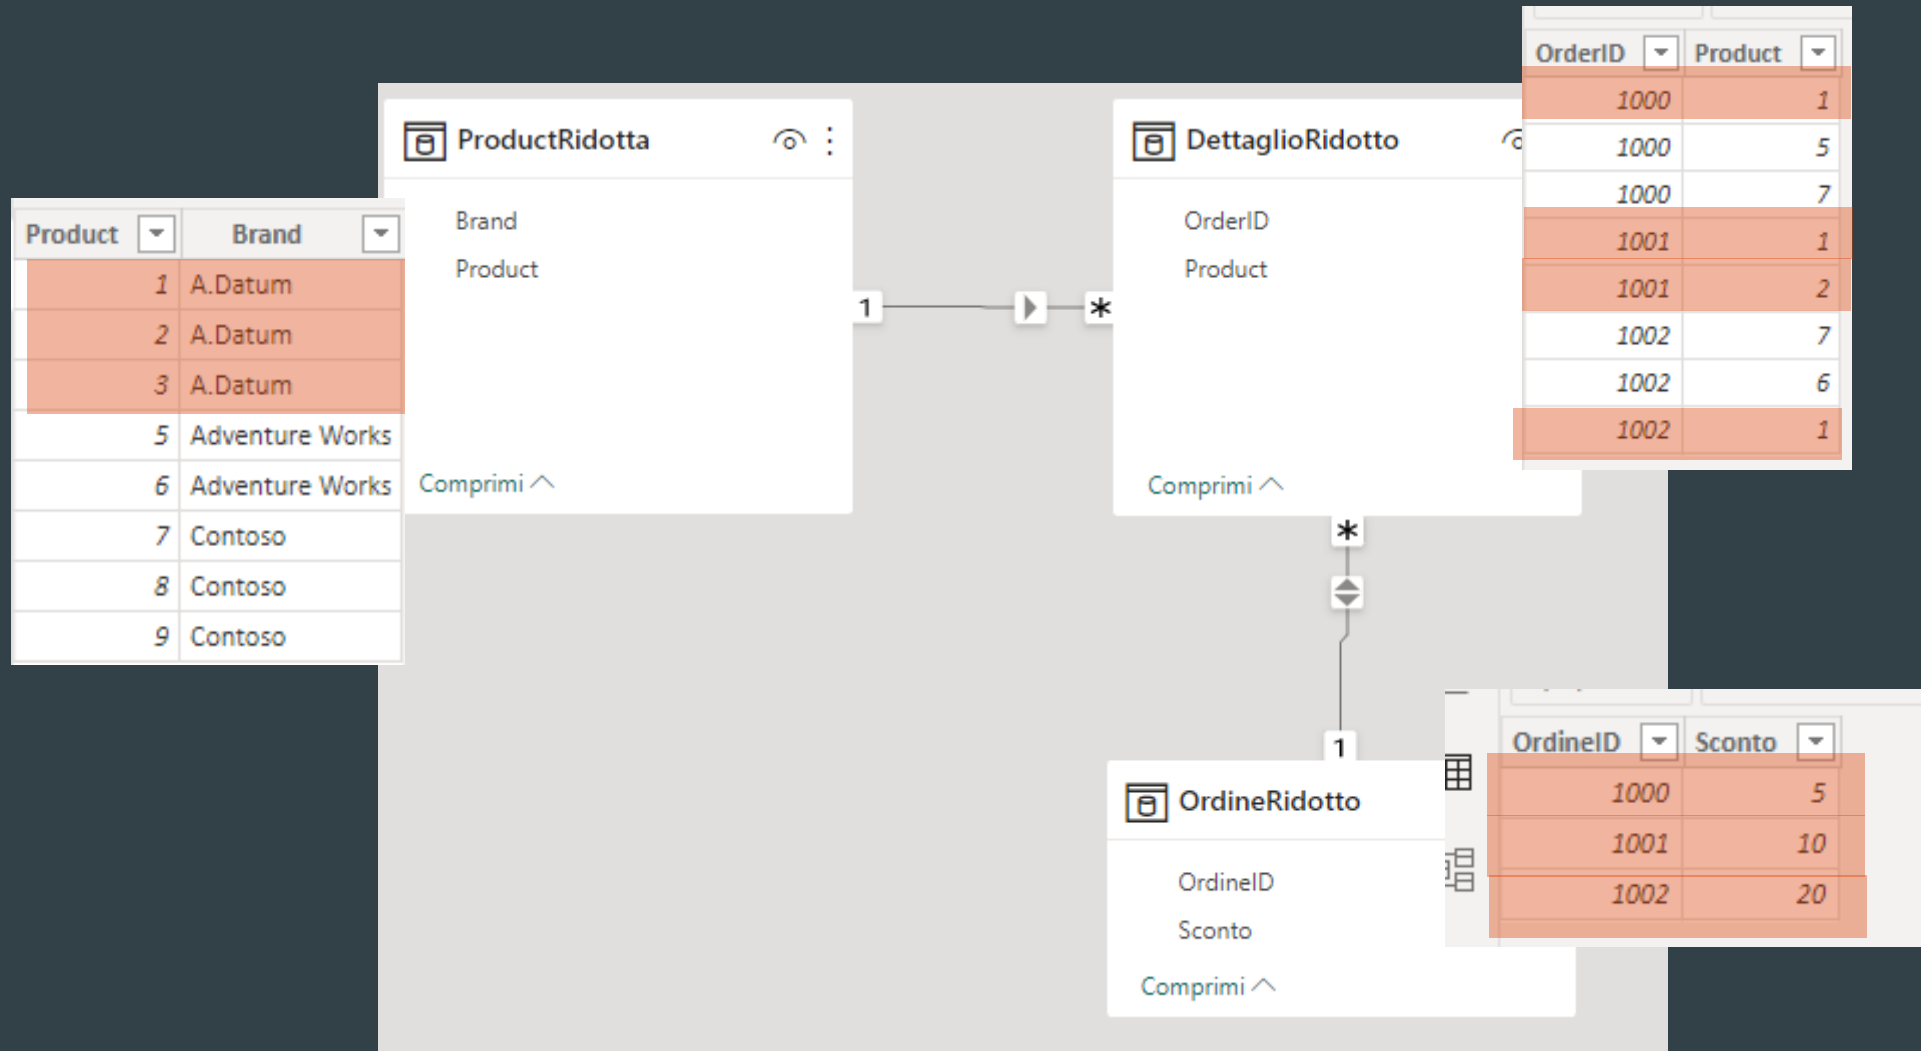 Product Brand
1 A.Datum
2 A.Datum
3 A.Datum
5 Adventure Works
6 Adventure Works
7 Contoso
8 Contoso
9 Contoso
ProductRidotta
Brand
Product
Comprimi
1
*
DettaglioRidotto
OrderID
Product
Comprimi
OrderID Product
1000 1
1000 5
1000 7
1001 1
1001 2
1002 7
1002 6
1002 1
*
1
OrdineRidotto
OrdineID
Sconto
Comprimi
OrdineID Sconto
1000 5
1001 10
1002 20